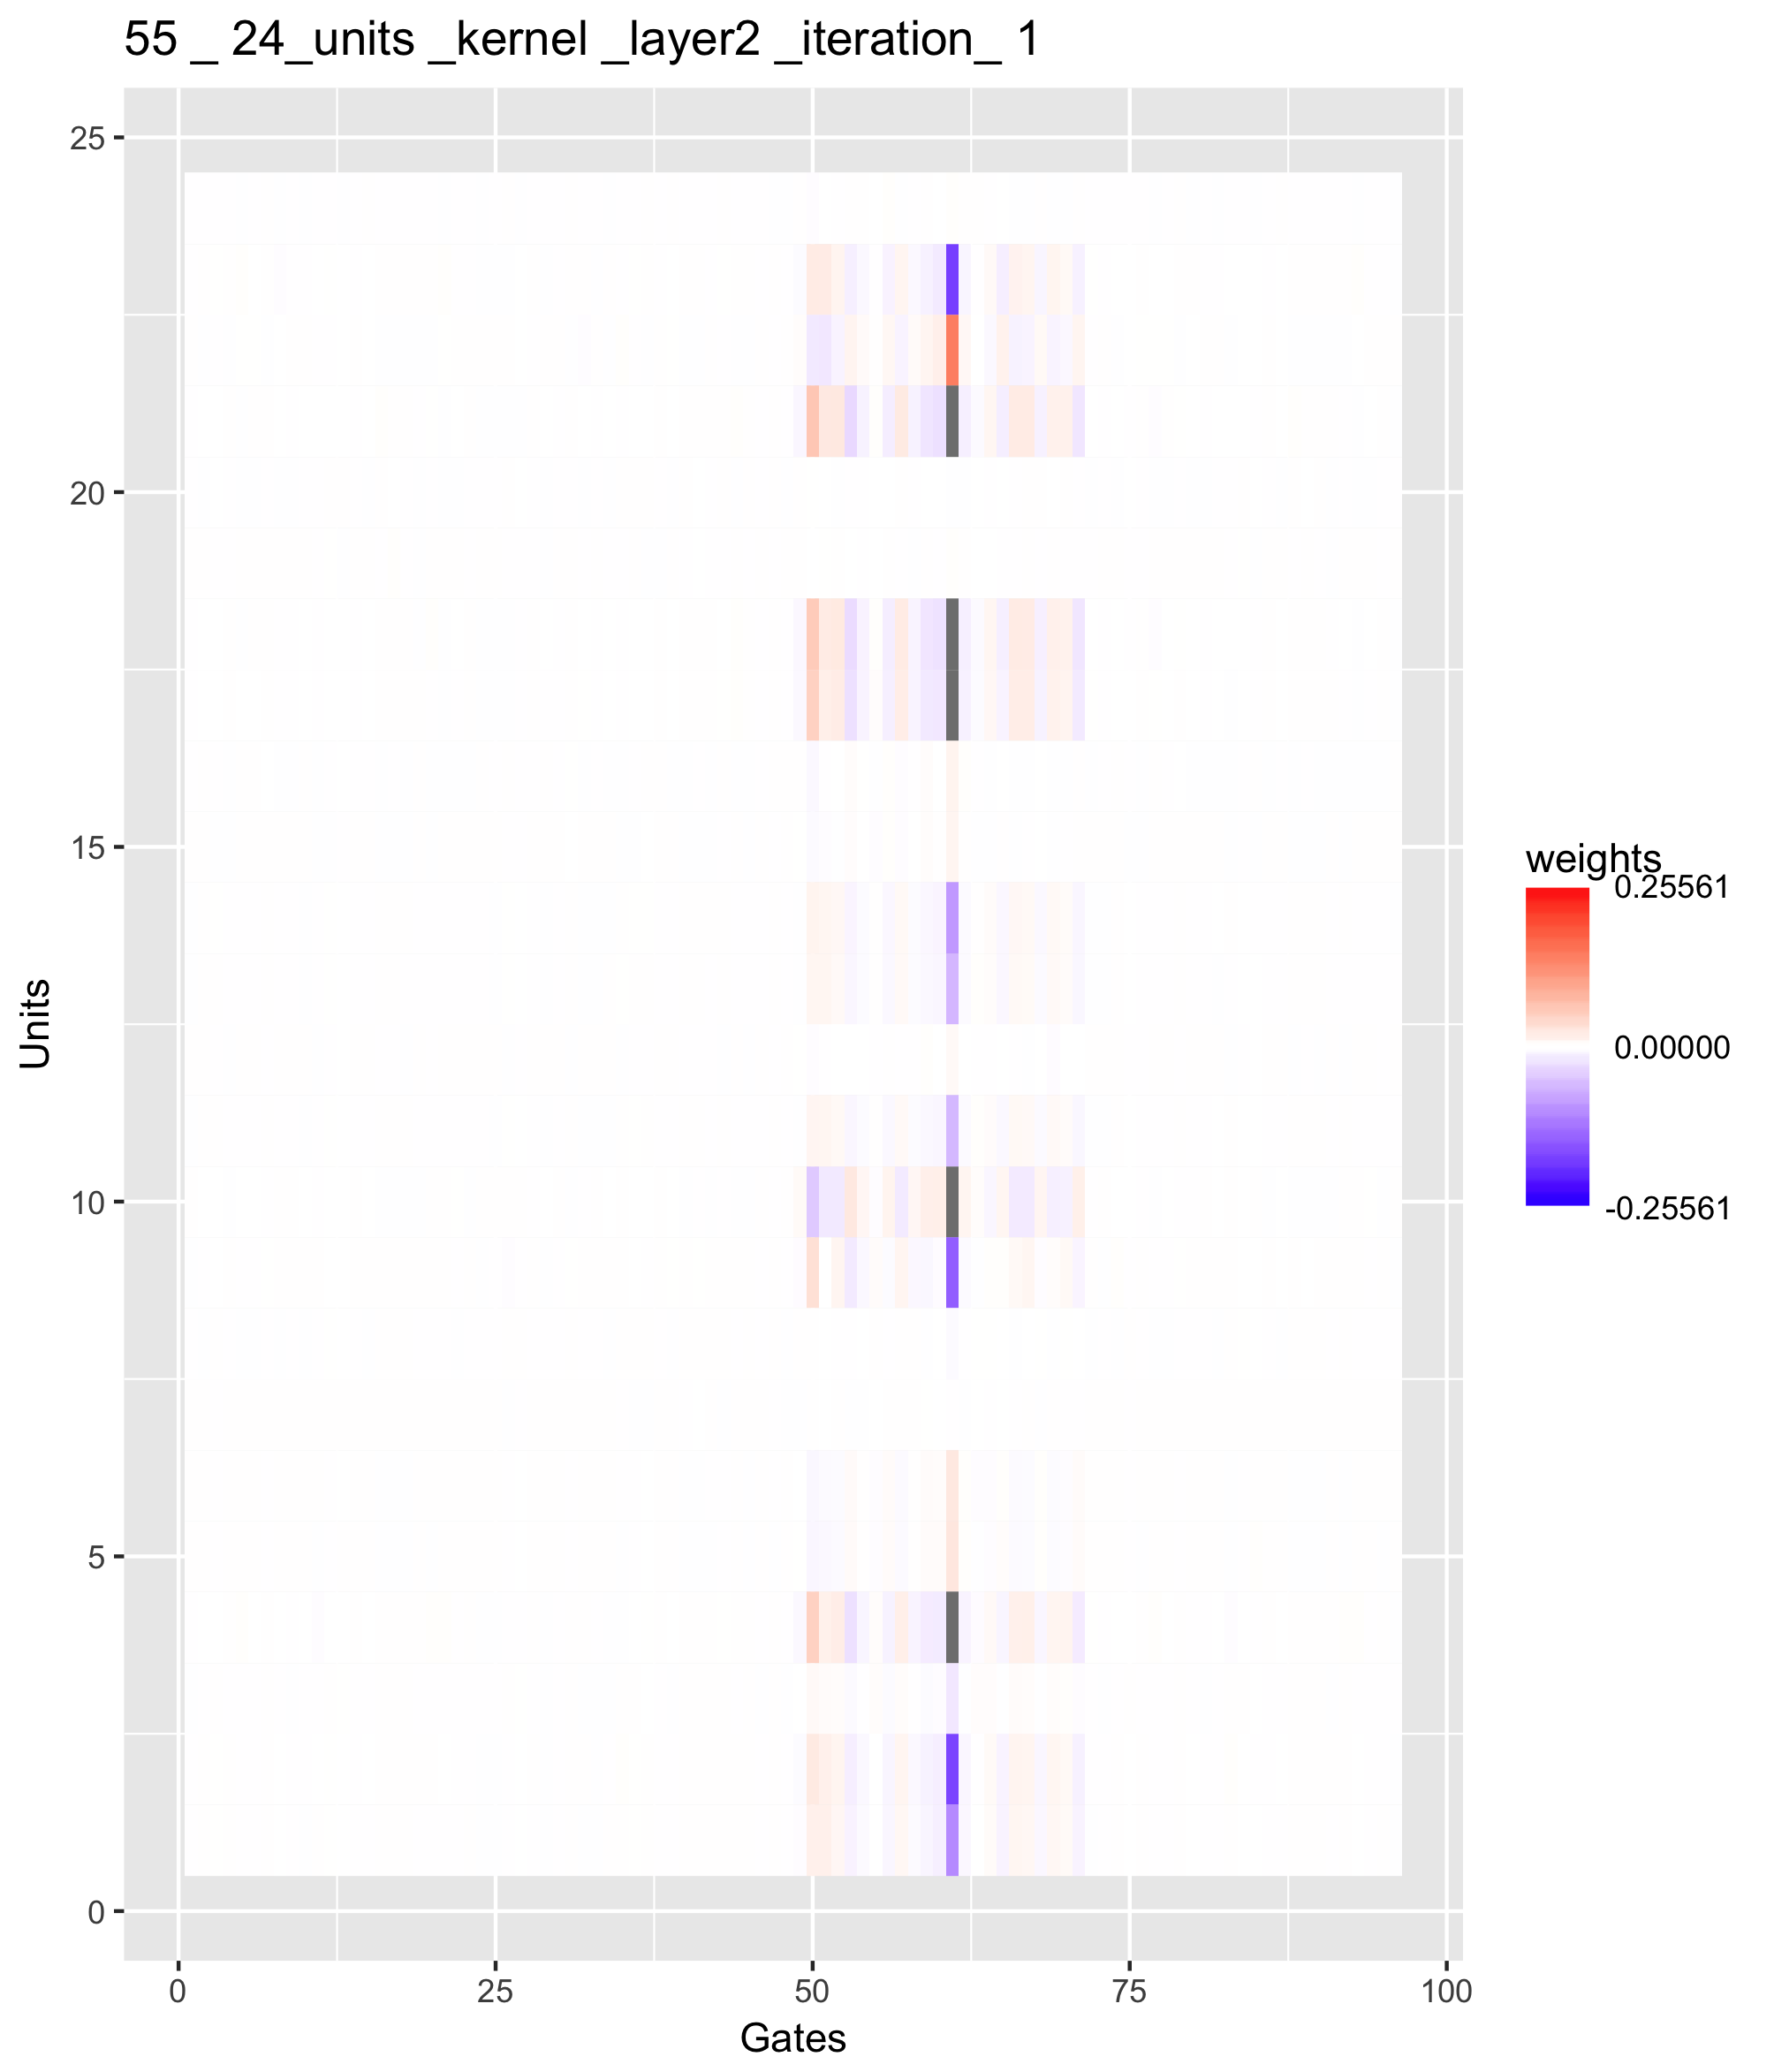 55 _ 24_units _kernel _layer2 _iteration_ 1
25
20
15
10
5
0
Units
0 25 50 75 100
Gates
weights
0.25561
0.00000
-0.25561